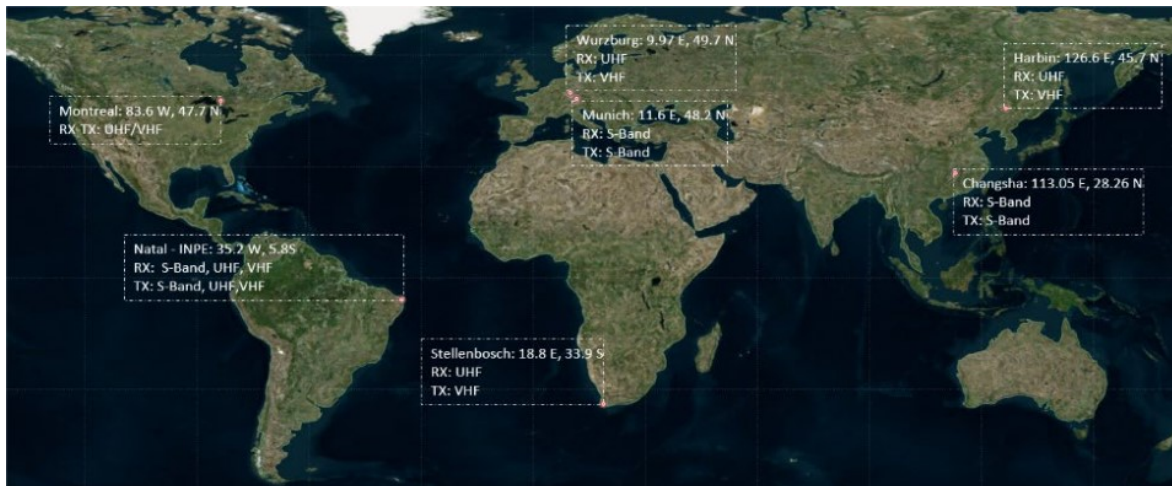 Wurzburg: 9.97 E, 49.7 N
RX: UHF
TX: VHF
Harbin: 126.6 E, 45.7 N
RX: UHF
TX: VHF
Montreal: 83.6 W, 47.7 N
RX-TX: UHF/VHF
Munich: 11.6 E, 48.2 N
RX: S-Band
TX: S-Band
Changsha: 113.05 E, 28.26 N
RX: S-Band
TX: S-Band
Natal - INPE: 35.2 W, 5.8S
RX: S-Band, UHF, VHF
TX: S-Band, UHF,VHF
Stellenbosch: 18.8 E, 33.9 S
RX: UHF
TX: VHF